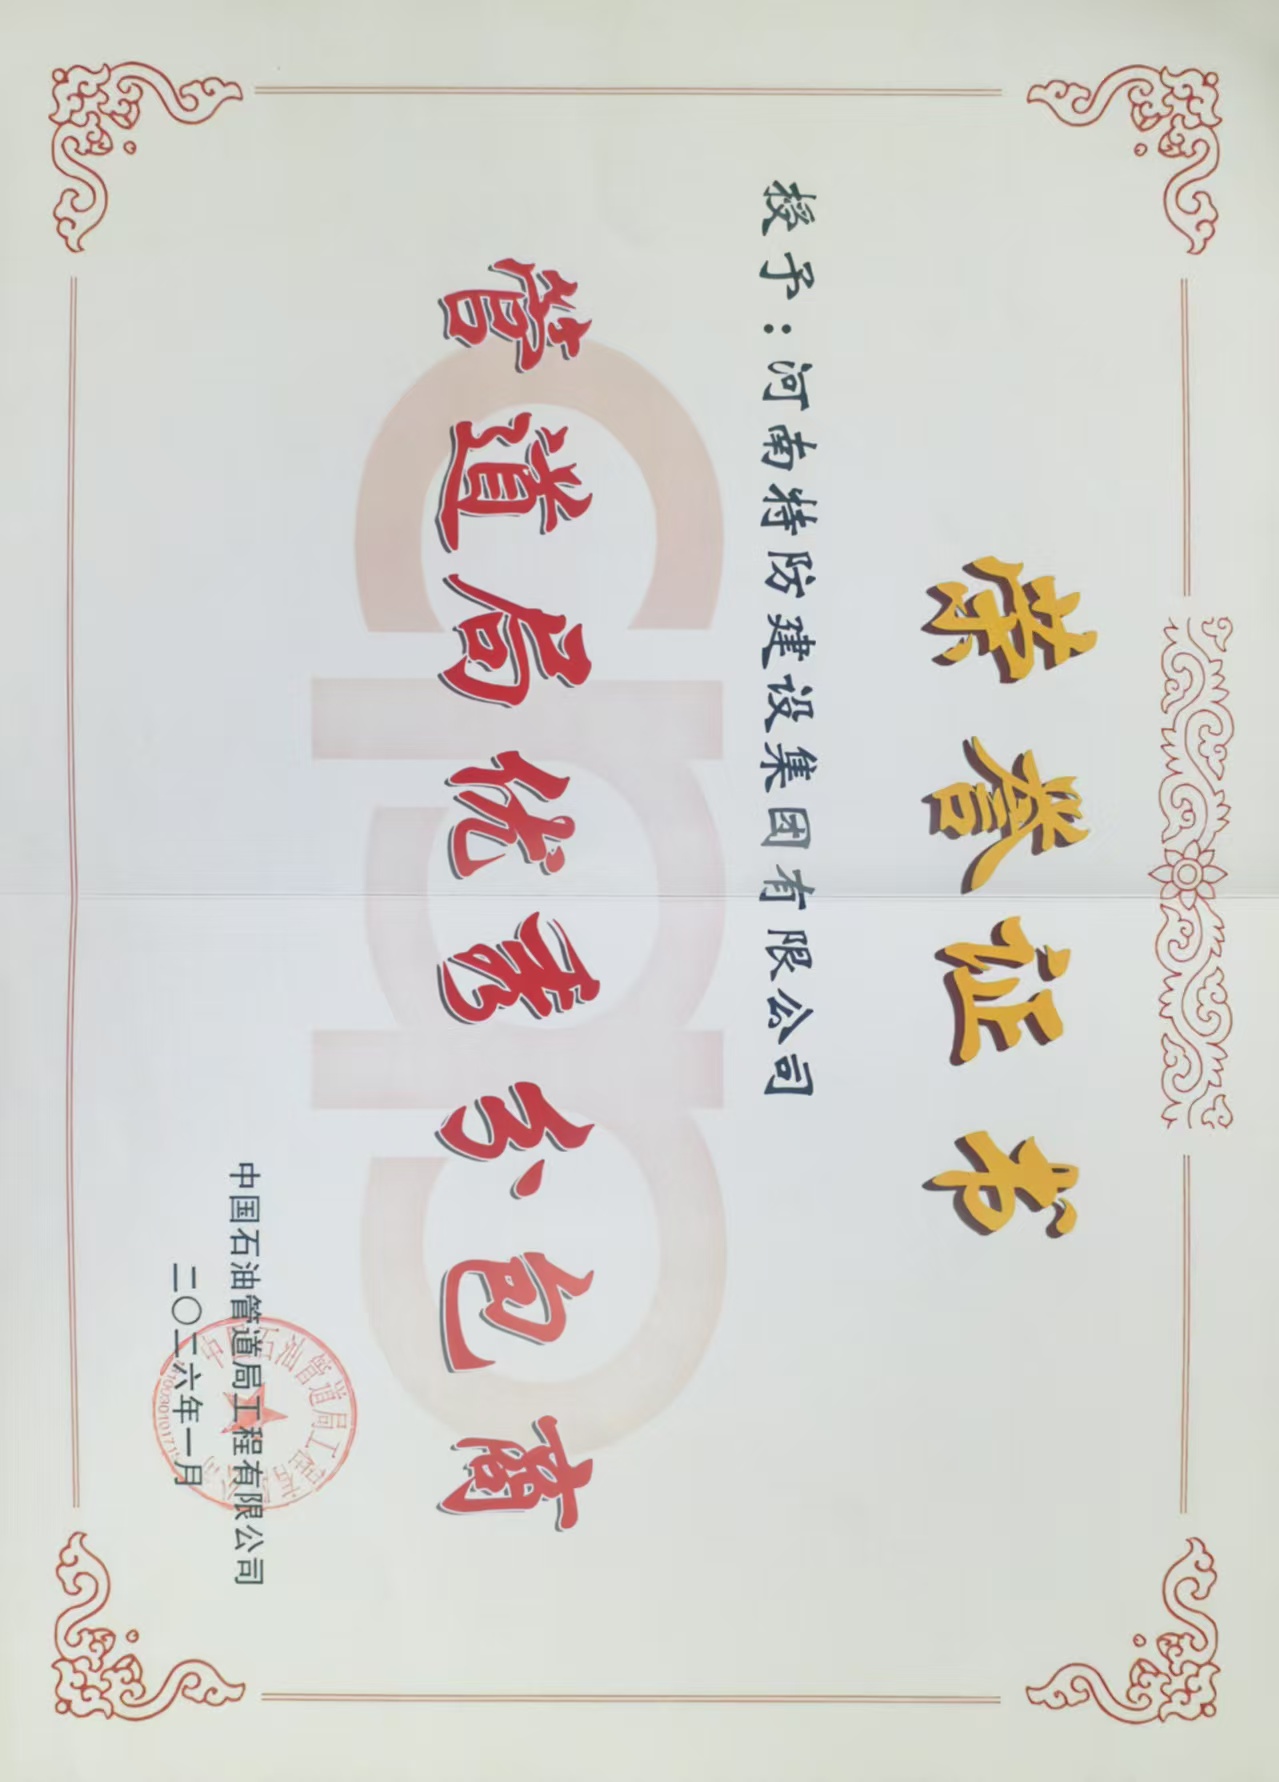 荣誉证书
授予：河南特防建设集团有限公司
管道局优秀分包商
中国石油管道局工程有限公司
二〇二六年一月